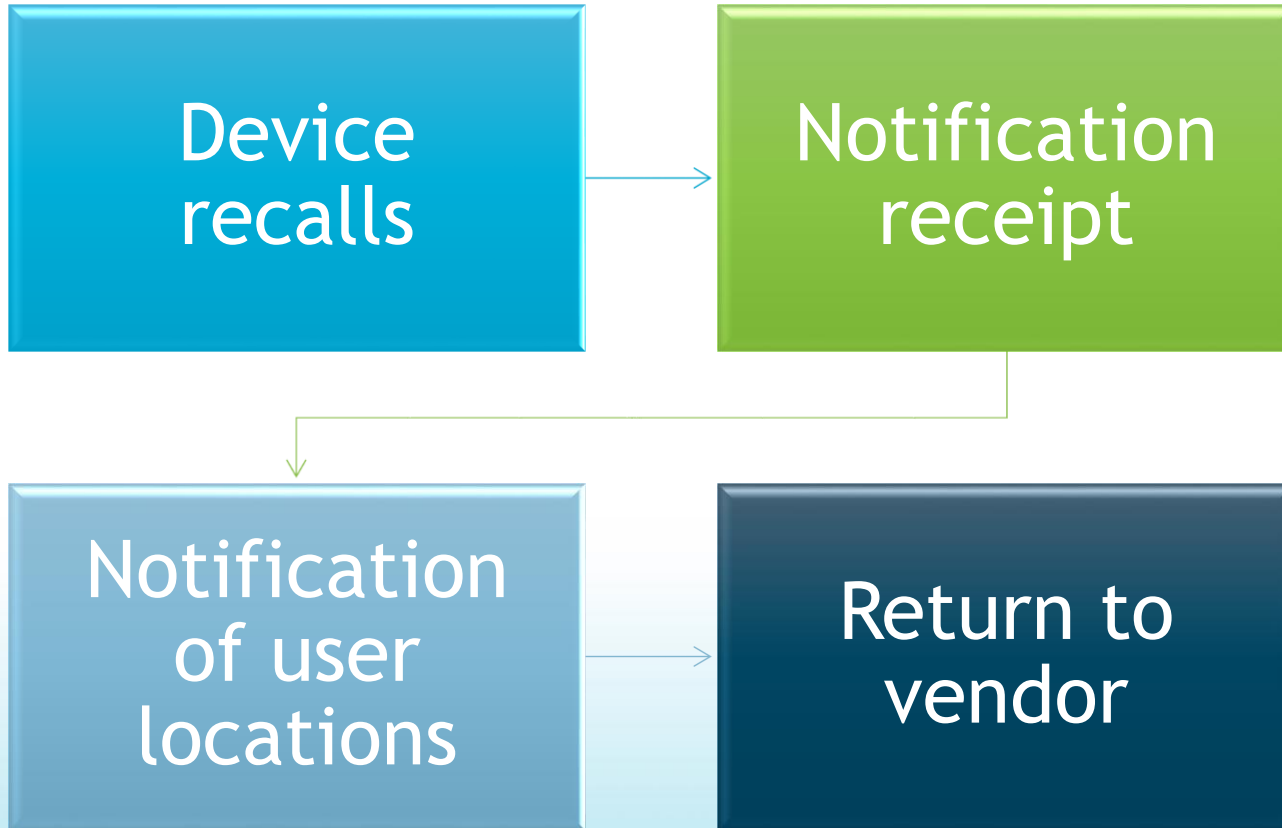 Device
recalls
Notification
receipt
Notification
of user
locations
Return to
vendor